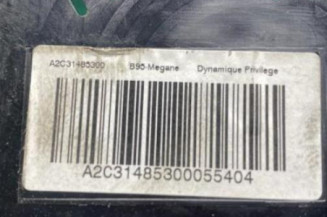 A2C31485300 B95-Megane Dynamique Privilege
A2C31485300055404